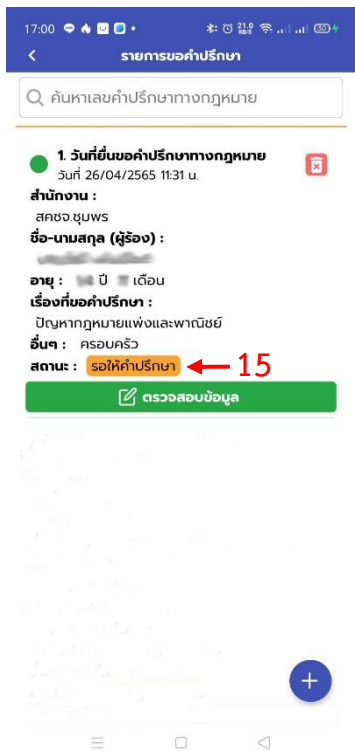 17:00 21.0 KB/S
รายการขอคำปรึกษา
ค้นหาเลขคำปรึกษาทางกฎหมาย
1. วันที่ยื่นขอคำปรึกษาทางกฎหมาย
วันที่ 26/04/2565 11:31 น.
สำนักงาน :
สคชจ.ชุมพร
ชื่อ-นามสกุล (ผู้ร้อง) :
อายุ : ปี เดือน
เรื่องที่ขอคำปรึกษา :
ปัญหากฎหมายแพ่งและพาณิชย์
อื่นๆ : ครอบครัว
สถานะ : รอให้คำปรึกษา 15
ตรวจสอบข้อมูล